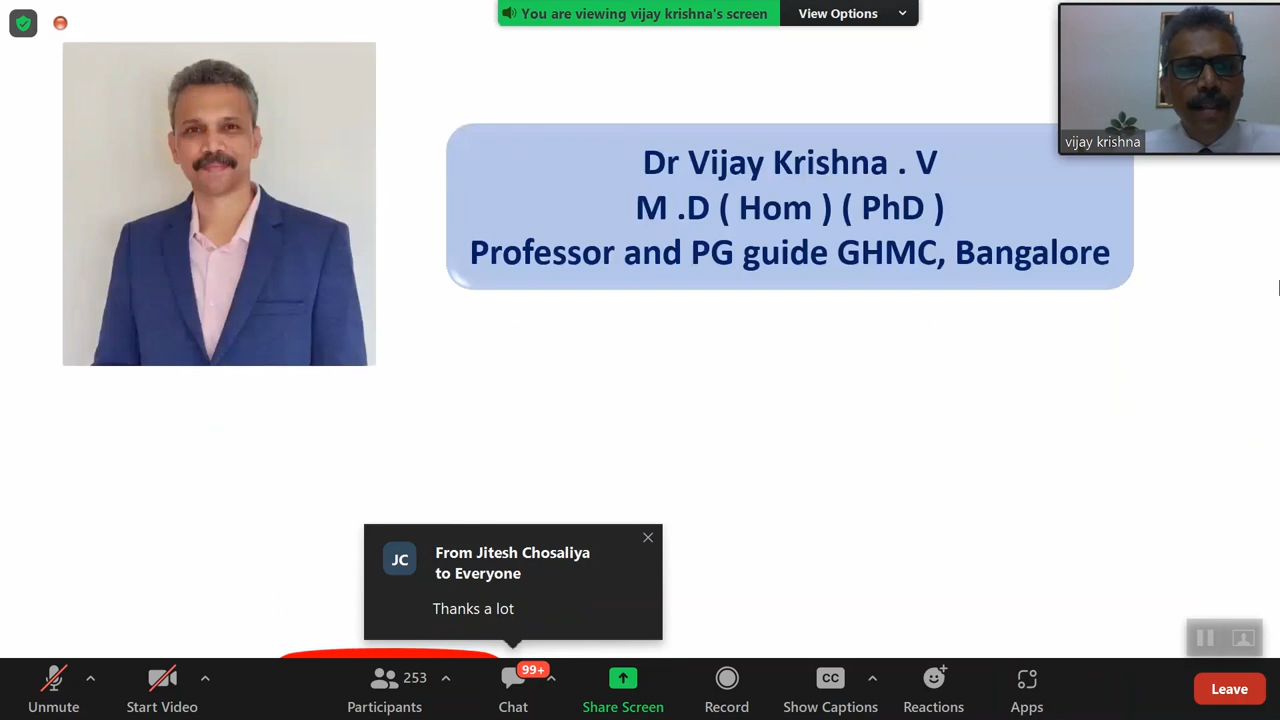 You are viewing vijay krishna's screen
View Options
vijay krishna
Dr Vijay Krishna . V
M .D ( Hom ) ( PhD )
Professor and PG guide GHMC, Bangalore
JC
From Jitesh Chosaliya
to Everyone
Thanks a lot
Unmute
Start Video
253
Participants
99+
Chat
Share Screen
Record
CC
Show Captions
Reactions
Apps
Leave